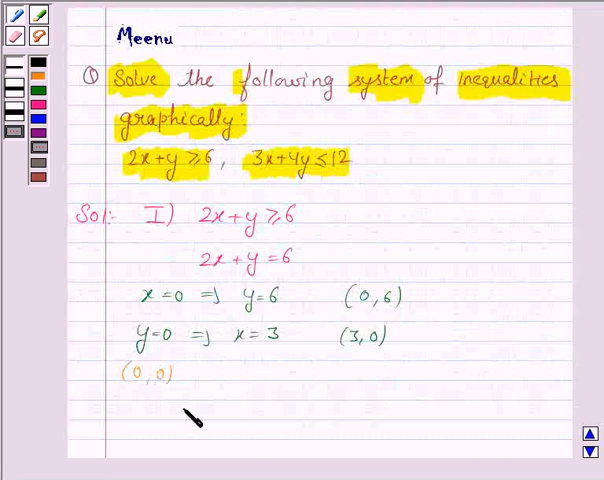 Meenu
Q Solve the following system of Inequalities
graphically:
2x+y ≥ 6, 3x+4y ≤ 12
Sol:- I) 2x+y ≥ 6
2x+y = 6
x=0 ⇒ y=6 (0,6)
y=0 ⇒ x=3 (3,0)
(0,0)